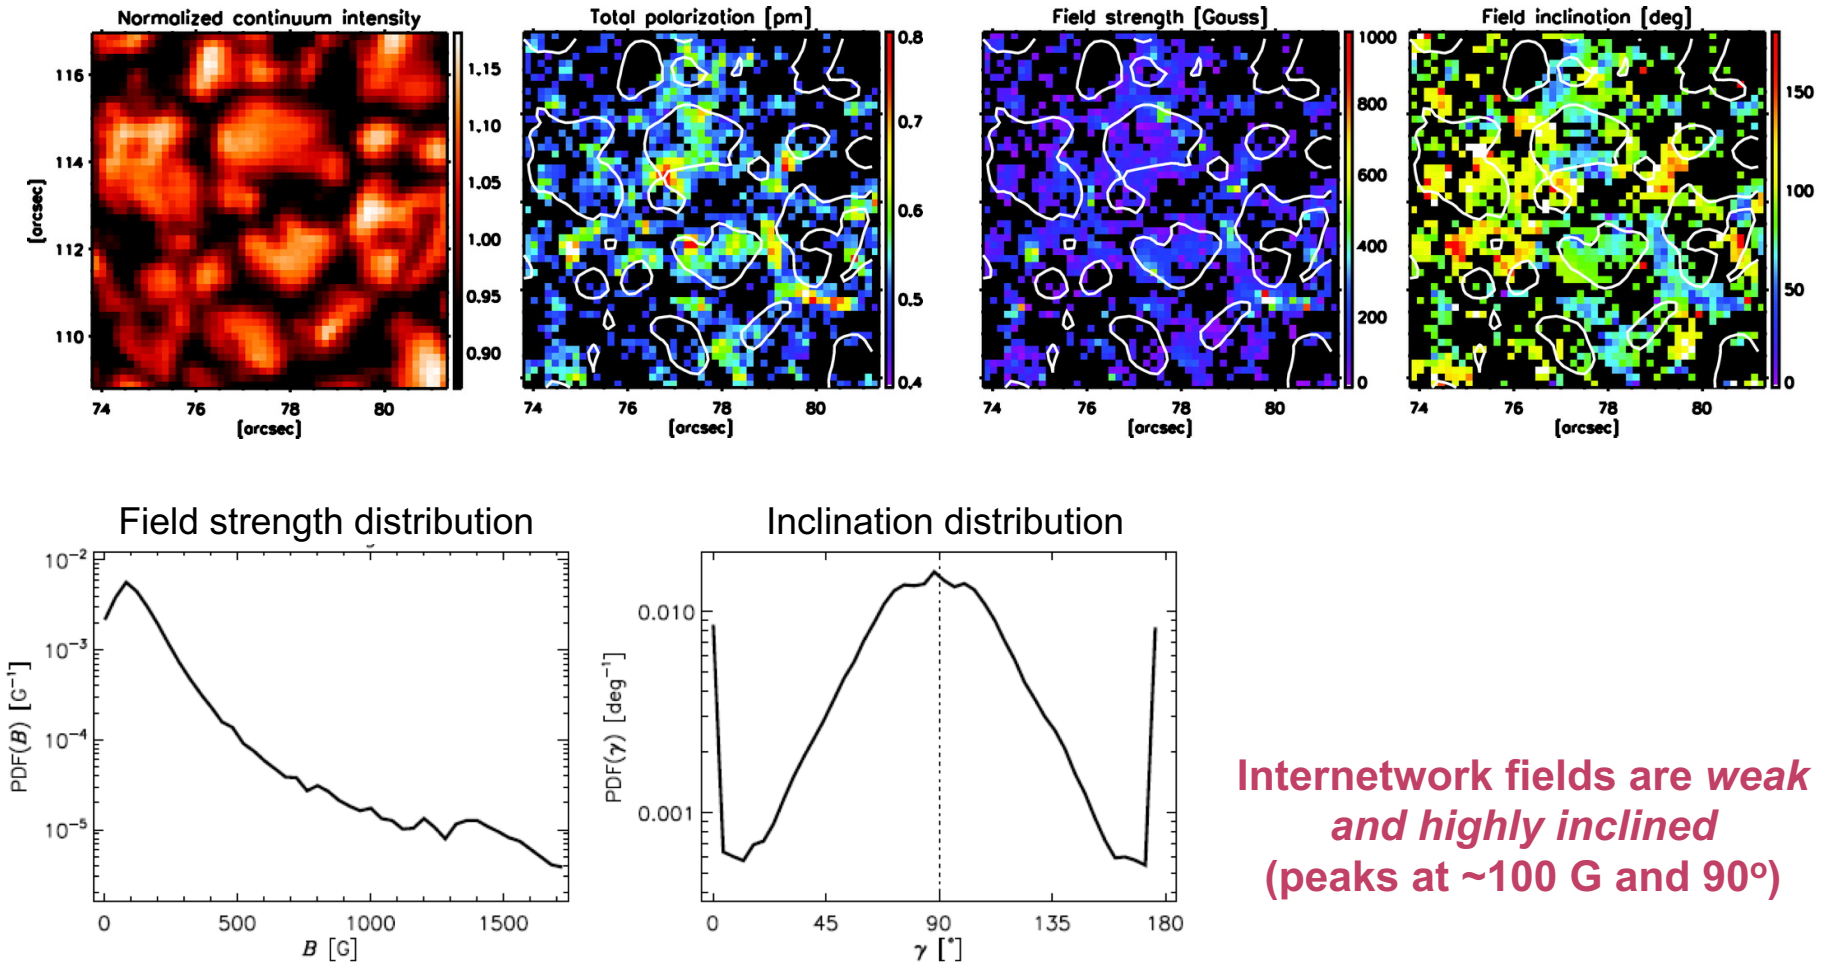 Normalized continuum intensity
Total polarization [pm]
Field strength [Gauss]
Field inclination [deg]
116
114
112
110
[arcsec]
74 76 78 80
[arcsec]
1.15
1.10
1.05
1.00
0.95
0.90
74 76 78 80
[arcsec]
0.8
0.7
0.6
0.5
0.4
74 76 78 80
[arcsec]
1000
800
600
400
200
0
74 76 78 80
[arcsec]
150
100
50
0
Field strength distribution
10⁻²
10⁻³
10⁻⁴
10⁻⁵
PDF(B) [G⁻¹]
0 500 1000 1500
B [G]
Inclination distribution
0.010
0.001
PDF(γ) [deg⁻¹]
0 45 90 135 180
γ [°]
Internetwork fields are weak
and highly inclined
(peaks at ~100 G and 90º)